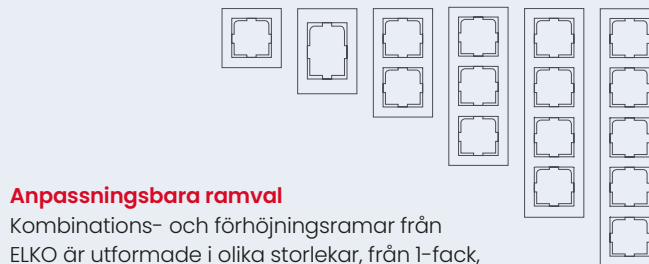 Anpassningsbara ramval
Kombinations- och förhöjningsramar från
ELKO är utformade i olika storlekar, från 1-fack,